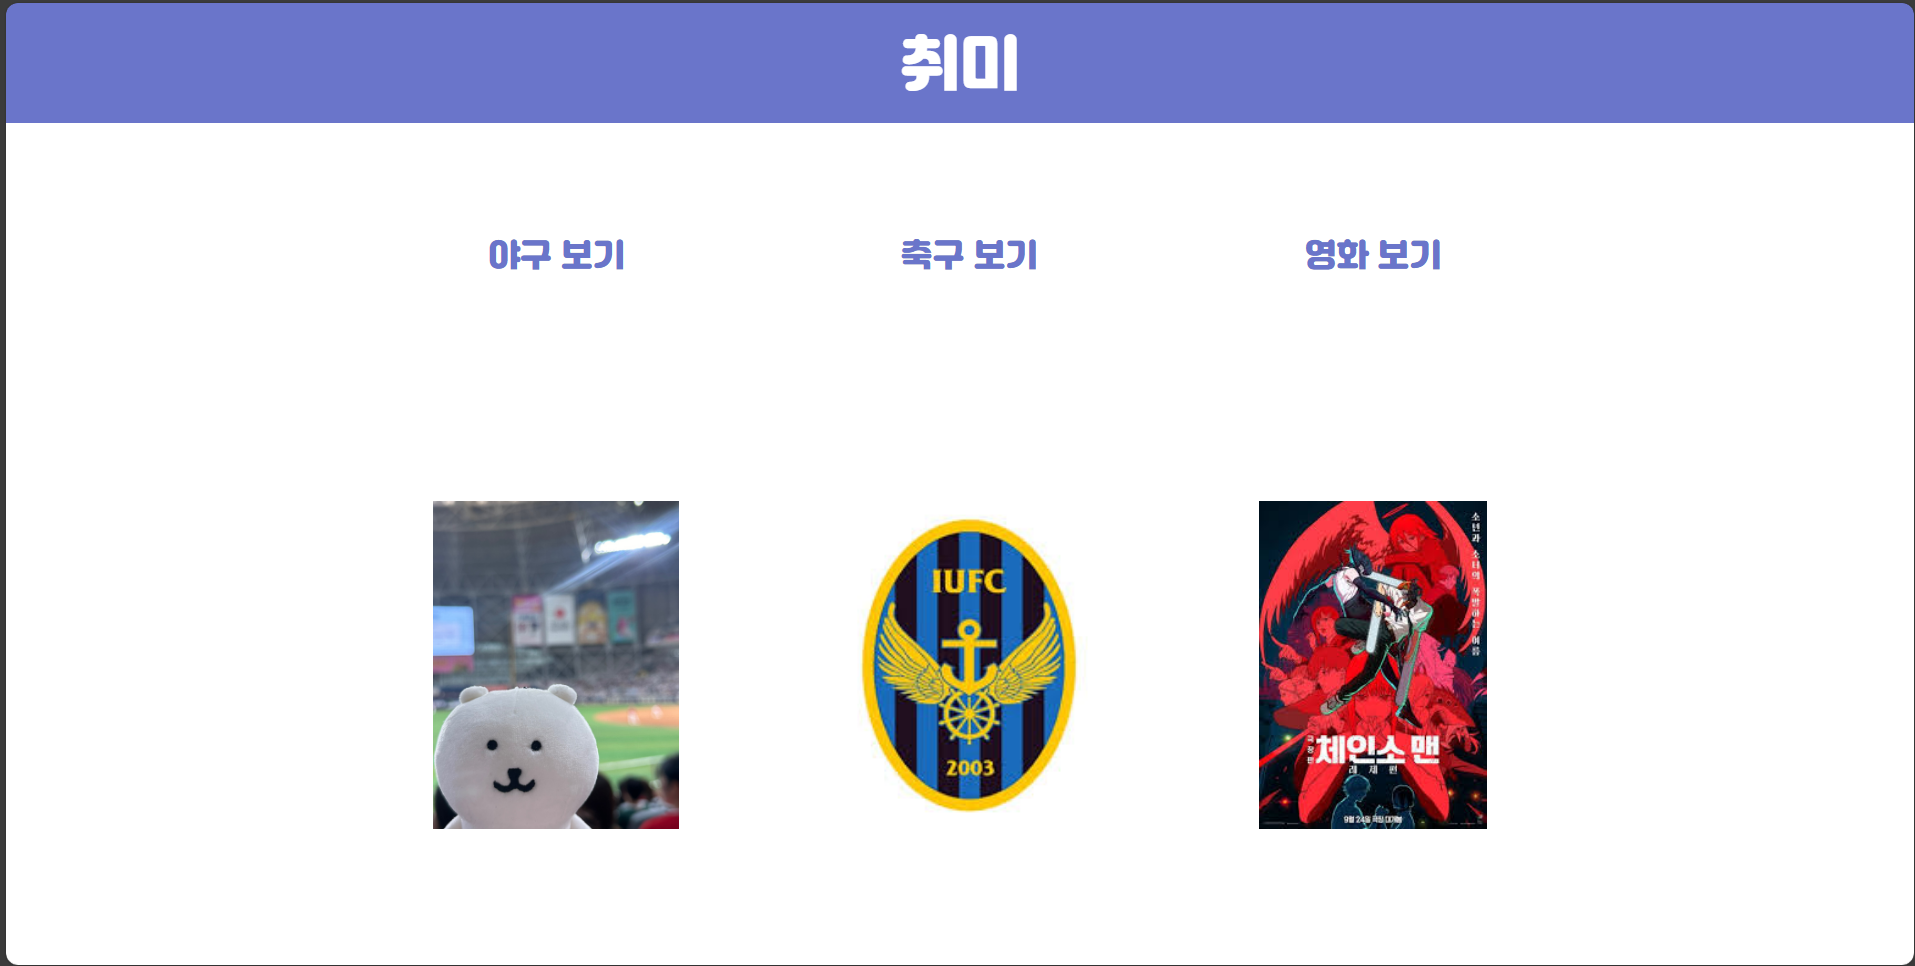 취미
야구 보기
축구 보기
영화 보기
IUFC
2003
소년과 소녀의 폭발하는 여름
극장판
체인소 맨
레제편
9월 24일 극장 대개봉